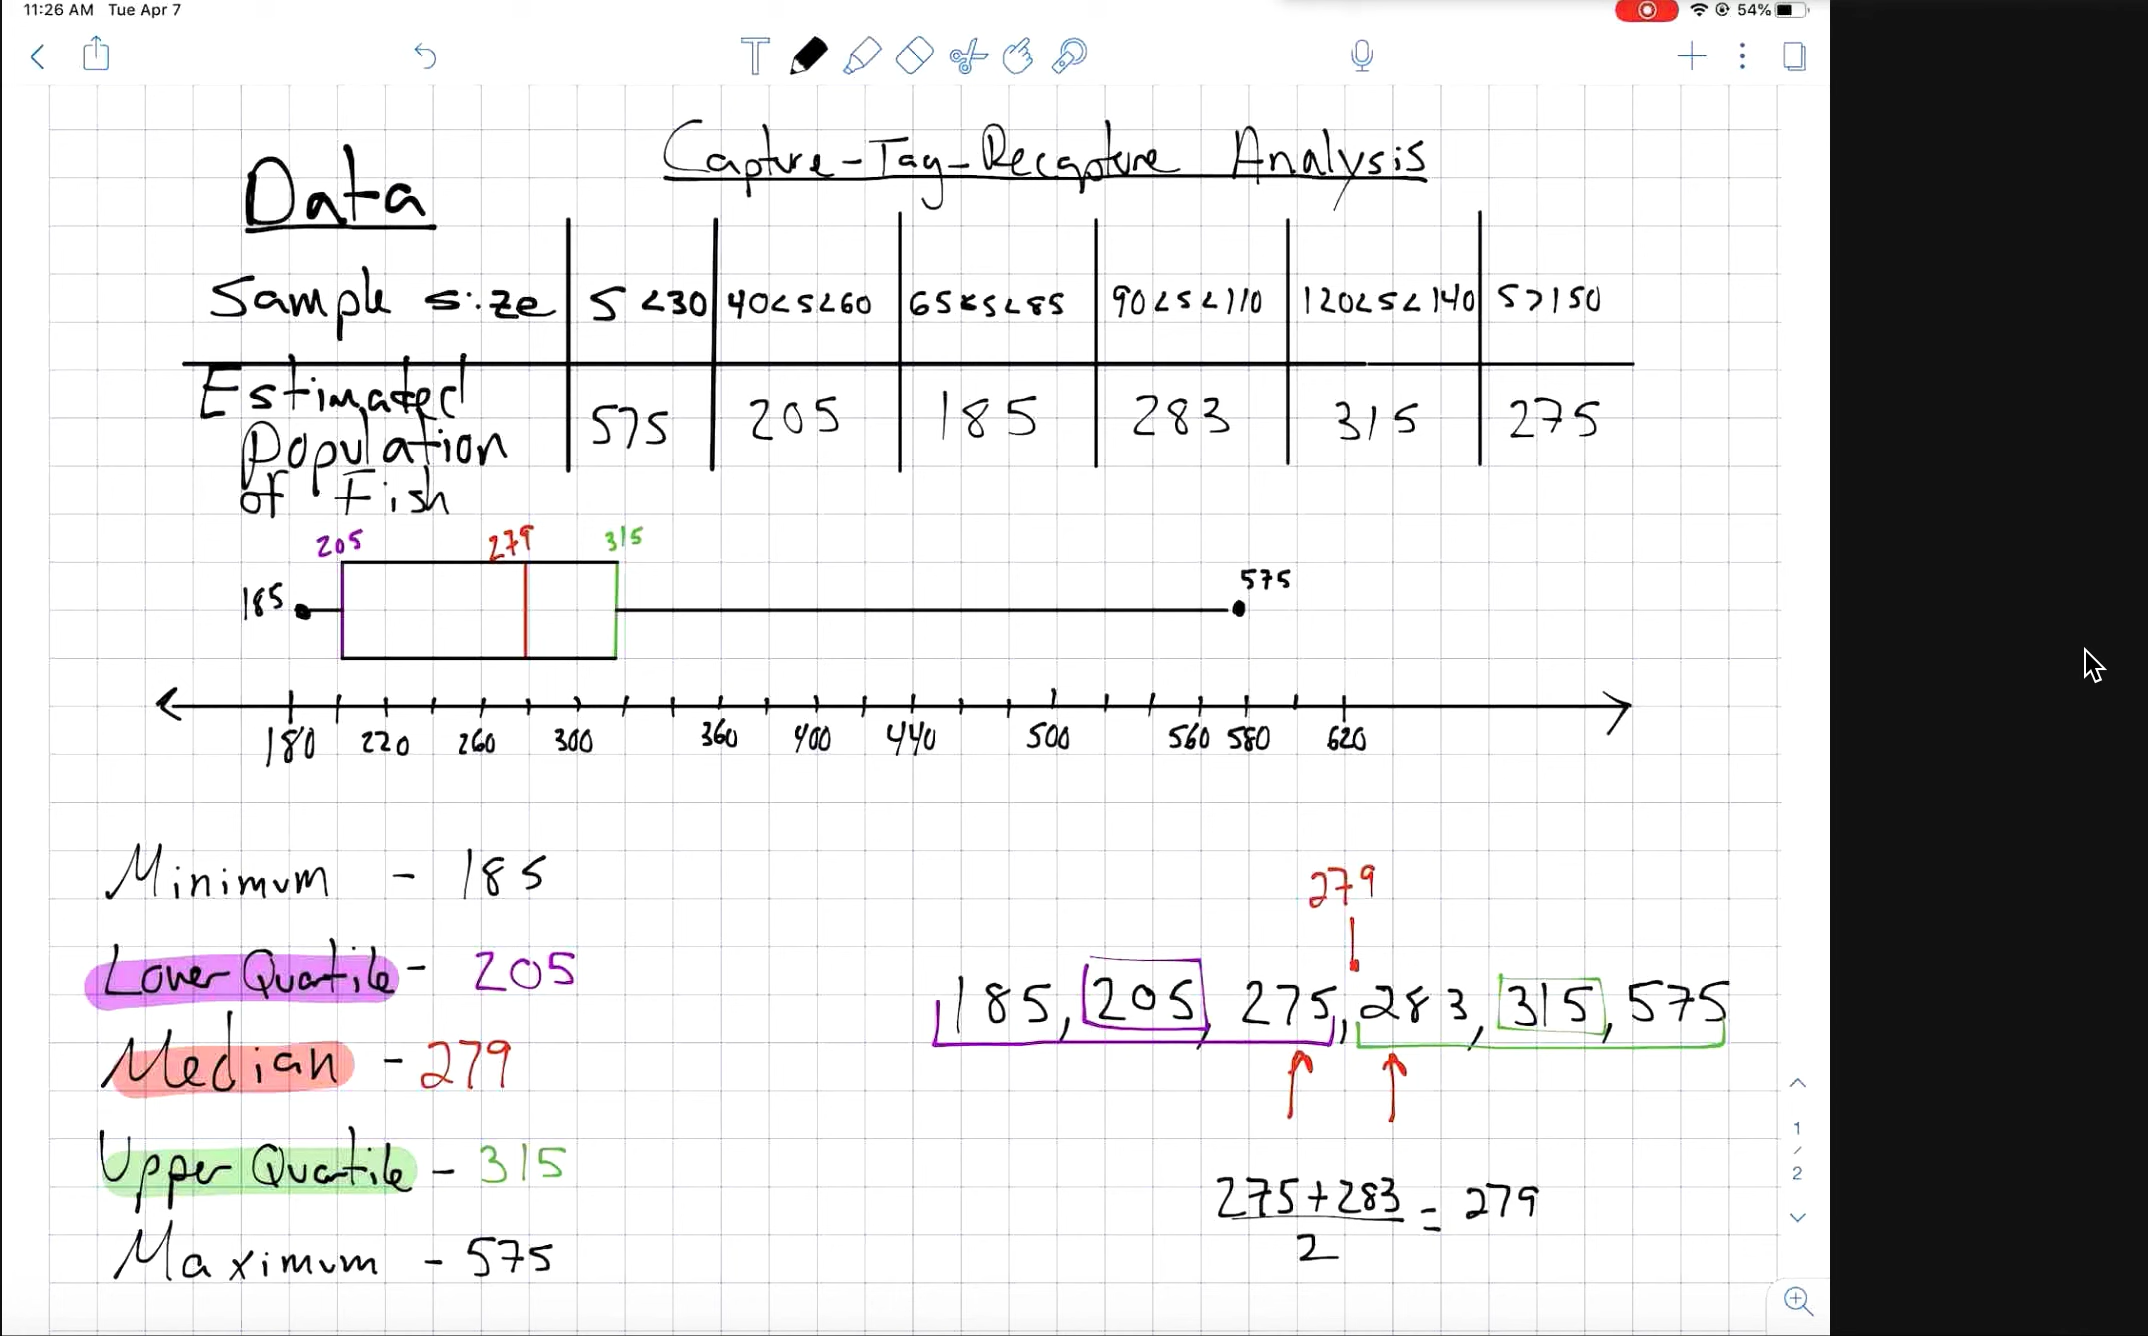 11:26 AM Tue Apr 7
54%
T
Capture-Tag-Recapture Analysis
Data
Sample size | S <30 | 40<S<60 | 65<S<85 | 90<S<110 | 120<S<140 | S>150
Estimated Population of Fish | 575 | 205 | 185 | 283 | 315 | 275
205 279 315
185 575
180 220 260 300 360 400 440 500 560 580 620
Minimum - 185
Lower Quartile - 205
Median - 279
Upper Quartile - 315
Maximum - 575
279
185, 205, 275, 283, 315, 575
275+283
2
= 279
1
/
2